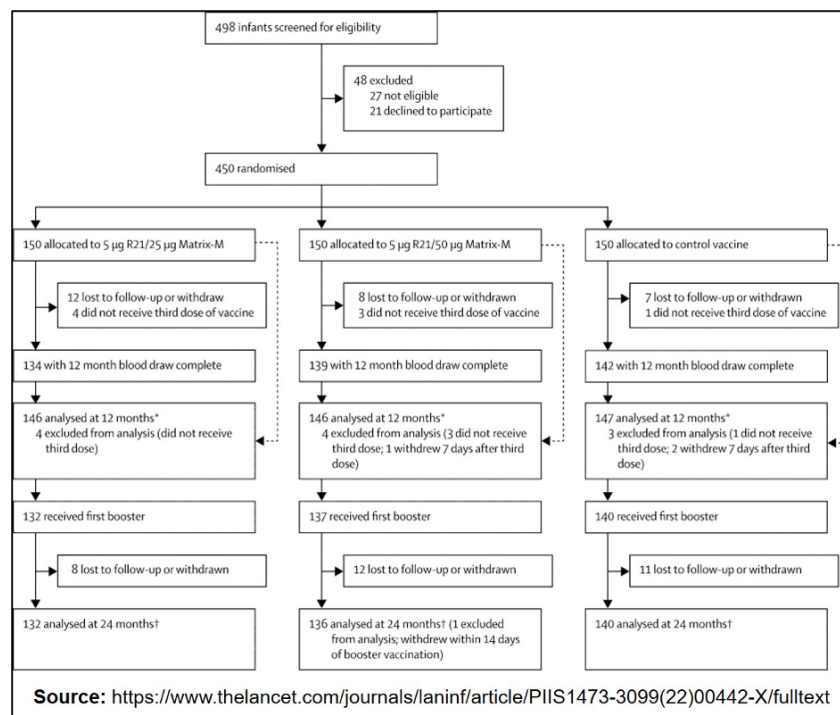 498 infants screened for eligibility
48 excluded
27 not eligible
21 declined to participate
450 randomised
150 allocated to 5 µg R21/25 µg Matrix-M
150 allocated to 5 µg R21/50 µg Matrix-M
150 allocated to control vaccine
12 lost to follow-up or withdraw
4 did not receive third dose of vaccine
8 lost to follow-up or withdrawn
3 did not receive third dose of vaccine
7 lost to follow-up or withdrawn
1 did not receive third dose of vaccine
134 with 12 month blood draw complete
139 with 12 month blood draw complete
142 with 12 month blood draw complete
146 analysed at 12 months*
4 excluded from analysis (did not receive
third dose)
146 analysed at 12 months*
4 excluded from analysis (3 did not receive
third dose; 1 withdrew 7 days after third
dose)
147 analysed at 12 months*
3 excluded from analysis (1 did not receive
third dose; 2 withdrew 7 days after third
dose)
132 received first booster
137 received first booster
140 received first booster
8 lost to follow-up or withdrawn
12 lost to follow-up or withdrawn
11 lost to follow-up or withdrawn
132 analysed at 24 months†
136 analysed at 24 months† (1 excluded
from analysis; withdrew within 14 days
of booster vaccination)
140 analysed at 24 months†
Source: https://www.thelancet.com/journals/laninf/article/PIIS1473-3099(22)00442-X/fulltext